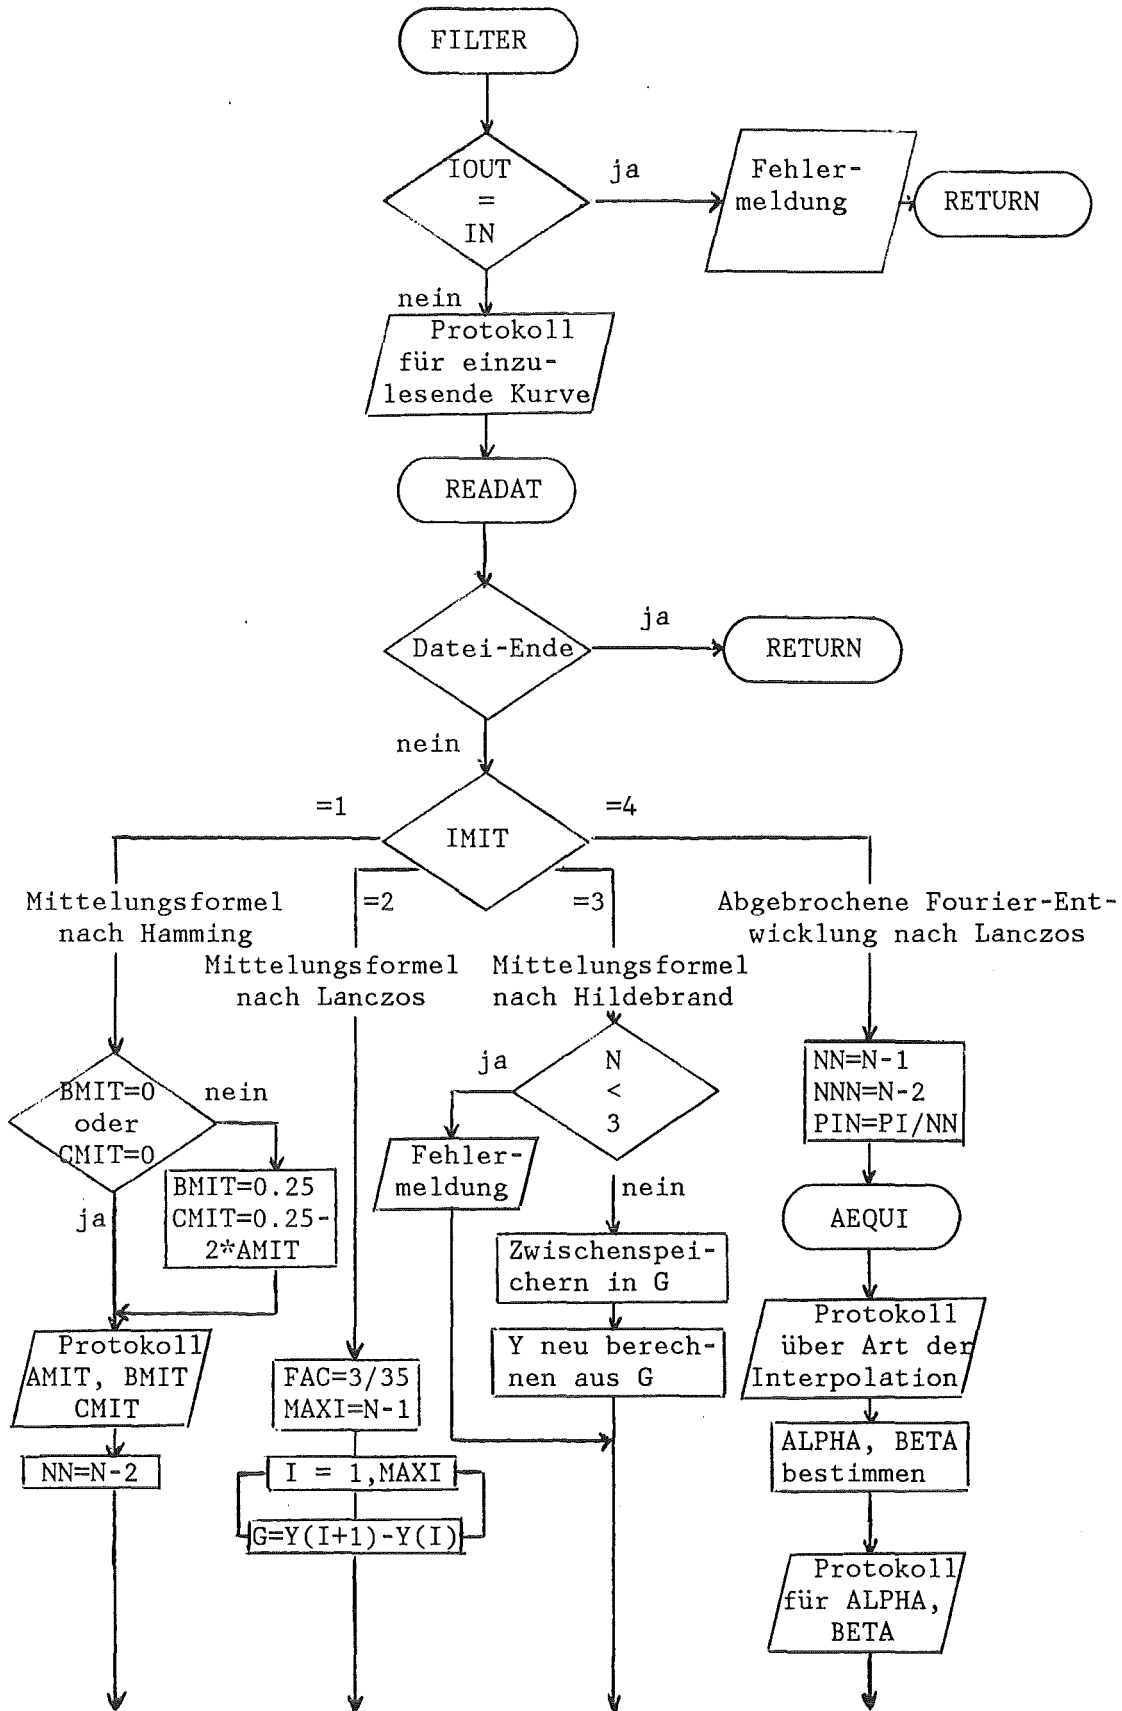 FILTER
IOUT
=
IN
ja
Fehler-
meldung
RETURN
nein
Protokoll
für einzu-
lesende Kurve
READAT
Datei-Ende
ja
RETURN
nein
IMIT
=1
=4
=2
=3
Mittelungsformel
nach Hamming
Mittelungsformel
nach Lanczos
Mittelungsformel
nach Hildebrand
Abgebrochene Fourier-Ent-
wicklung nach Lanczos
BMIT=0
oder
CMIT=0
nein
ja
BMIT=0.25
CMIT=0.25-
2*AMIT
Protokoll
AMIT, BMIT
CMIT
NN=N-2
FAC=3/35
MAXI=N-1
I = 1,MAXI
G=Y(I+1)-Y(I)
N
<
3
ja
Fehler-
meldung
nein
Zwischenspei-
chern in G
Y neu berech-
nen aus G
NN=N-1
NNN=N-2
PIN=PI/NN
AEQUI
Protokoll
über Art der
Interpolation
ALPHA, BETA
bestimmen
Protokoll
für ALPHA,
BETA